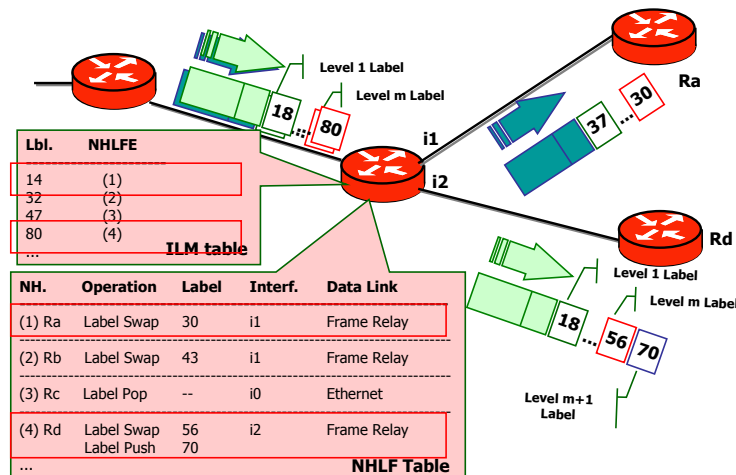 Level 1 Label
Level m Label
18
...
80
Ra
37
...
30
i1
i2
Lbl. NHLFE
--------------------
14 (1)
32 (2)
47 (3)
80 (4)
...
ILM table
Rd
Level 1 Label
Level m Label
18
...
56
70
Level m+1
Label
NH. Operation Label Interf. Data Link
(1) Ra Label Swap 30 i1 Frame Relay
(2) Rb Label Swap 43 i1 Frame Relay
(3) Rc Label Pop -- i0 Ethernet
(4) Rd Label Swap 56 i2 Frame Relay
Label Push 70
...
NHLF Table